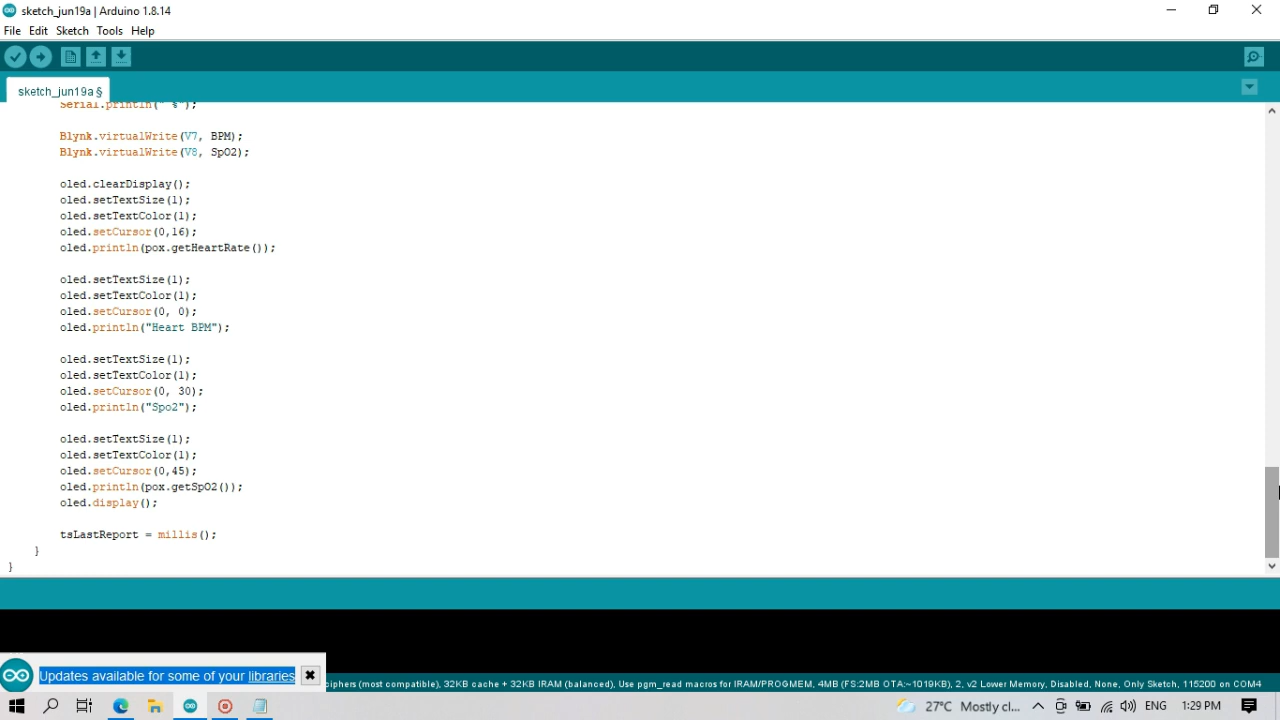 sketch_jun19a | Arduino 1.8.14
File Edit Sketch Tools Help
sketch_jun19a §
Serial.println(" %");
Blynk.virtualWrite(V7, BPM);
Blynk.virtualWrite(V8, SpO2);
oled.clearDisplay();
oled.setTextSize(1);
oled.setTextColor(1);
oled.setCursor(0,16);
oled.println(pox.getHeartRate());
oled.setTextSize(1);
oled.setTextColor(1);
oled.setCursor(0, 0);
oled.println("Heart BPM");
oled.setTextSize(1);
oled.setTextColor(1);
oled.setCursor(0, 30);
oled.println("Spo2");
oled.setTextSize(1);
oled.setTextColor(1);
oled.setCursor(0,45);
oled.println(pox.getSpO2());
oled.display();
tsLastReport = millis();
}
}
Updates available for some of your libraries
ciphers (most compatible), 32KB cache + 32KB IRAM (balanced), Use pgm_read macros for IRAM/PROGMEM, 4MB (FS:2MB OTA:~1019KB), 2, v2 Lower Memory, Disabled, None, Only Sketch, 115200 on COM4
27°C Mostly cl... ENG 1:29 PM